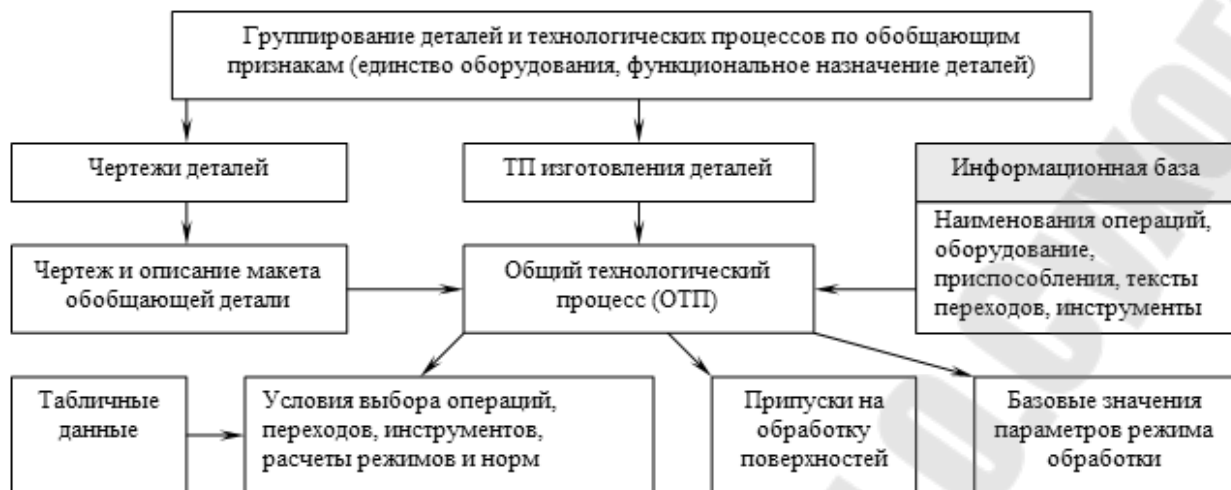 Группирование деталей и технологических процессов по обобщающим
признакам (единство оборудования, функциональное назначение деталей)
Чертежи деталей
ТП изготовления деталей
Информационная база
Наименования операций,
оборудование,
приспособления, тексты
переходов, инструменты
Чертеж и описание макета
обобщающей детали
Общий технологический
процесс (ОТП)
Табличные
данные
Условия выбора операций,
переходов, инструментов,
расчеты режимов и норм
Припуски на
обработку
поверхностей
Базовые значения
параметров режима
обработки